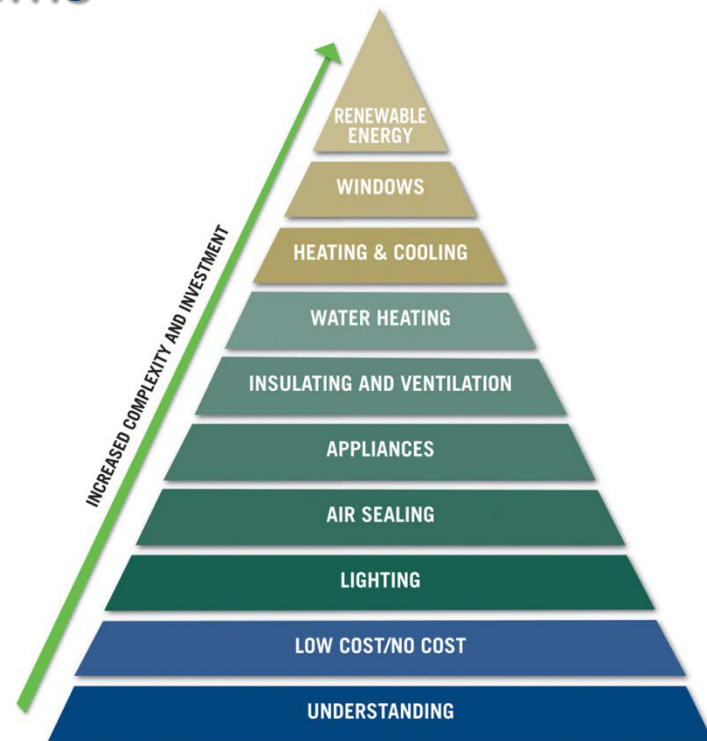 RENEWABLE
ENERGY
WINDOWS
HEATING & COOLING
WATER HEATING
INSULATING AND VENTILATION
APPLIANCES
AIR SEALING
LIGHTING
LOW COST/NO COST
UNDERSTANDING
INCREASED COMPLEXITY AND INVESTMENT